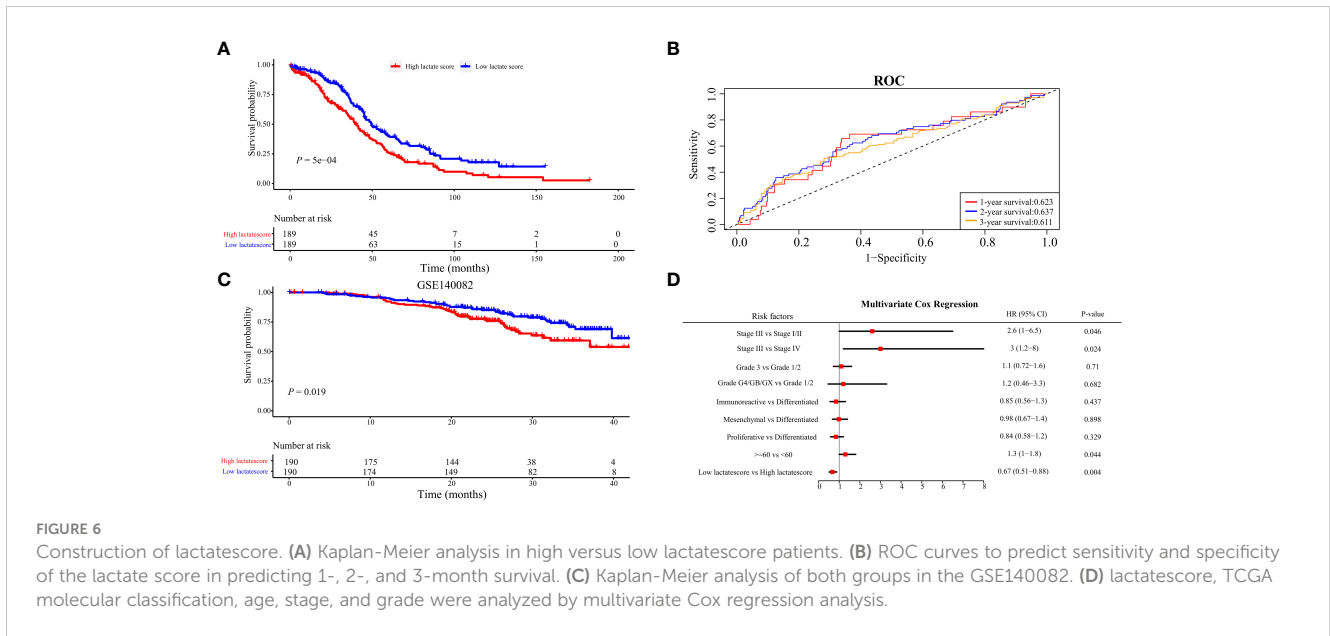 A
High lactate score Low lactate score
Survival probability
1.00
0.75
0.50
0.25
0.00
P = 5e−04
0 50 100 150 200
Number at risk
High lactatescore 189 45 7 2 0
Low lactatescore 189 63 15 1 0
0 50 100 150 200
Time (months)
B
ROC
Sensitivity
1.0
0.8
0.6
0.4
0.2
0.0
1-year survival:0.623
2-year survival:0.637
3-year survival:0.611
0.0 0.2 0.4 0.6 0.8 1.0
1−Specificity
C
GSE140082
Survival probability
1.00
0.75
0.50
0.25
0.00
P = 0.019
0 10 20 30 40
Number at risk
High lactatescore 190 175 144 38 4
Low lactatescore 190 174 149 82 8
0 10 20 30 40
Time (months)
D
Multivariate Cox Regression
Risk factors HR (95% CI) P-value
Stage III vs Stage I/II 2.6 (1−6.5) 0.046
Stage III vs Stage IV 3 (1.2−8) 0.024
Grade 3 vs Grade 1/2 1.1 (0.72−1.6) 0.71
Grade G4/GB/GX vs Grade 1/2 1.2 (0.46−3.3) 0.682
Immunoreactive vs Differentiated 0.85 (0.56−1.3) 0.437
Mesenchymal vs Differentiated 0.98 (0.67−1.4) 0.898
Proliferative vs Differentiated 0.84 (0.58−1.2) 0.329
>=60 vs <60 1.3 (1−1.8) 0.044
Low lactatescore vs High lactatescore 0.67 (0.51−0.88) 0.004
0 1 2 3 4 5 6 7 8
FIGURE 6
Construction of lactatescore. (A) Kaplan-Meier analysis in high versus low lactatescore patients. (B) ROC curves to predict sensitivity and specificity
of the lactate score in predicting 1-, 2-, and 3-month survival. (C) Kaplan-Meier analysis of both groups in the GSE140082. (D) lactatescore, TCGA
molecular classification, age, stage, and grade were analyzed by multivariate Cox regression analysis.